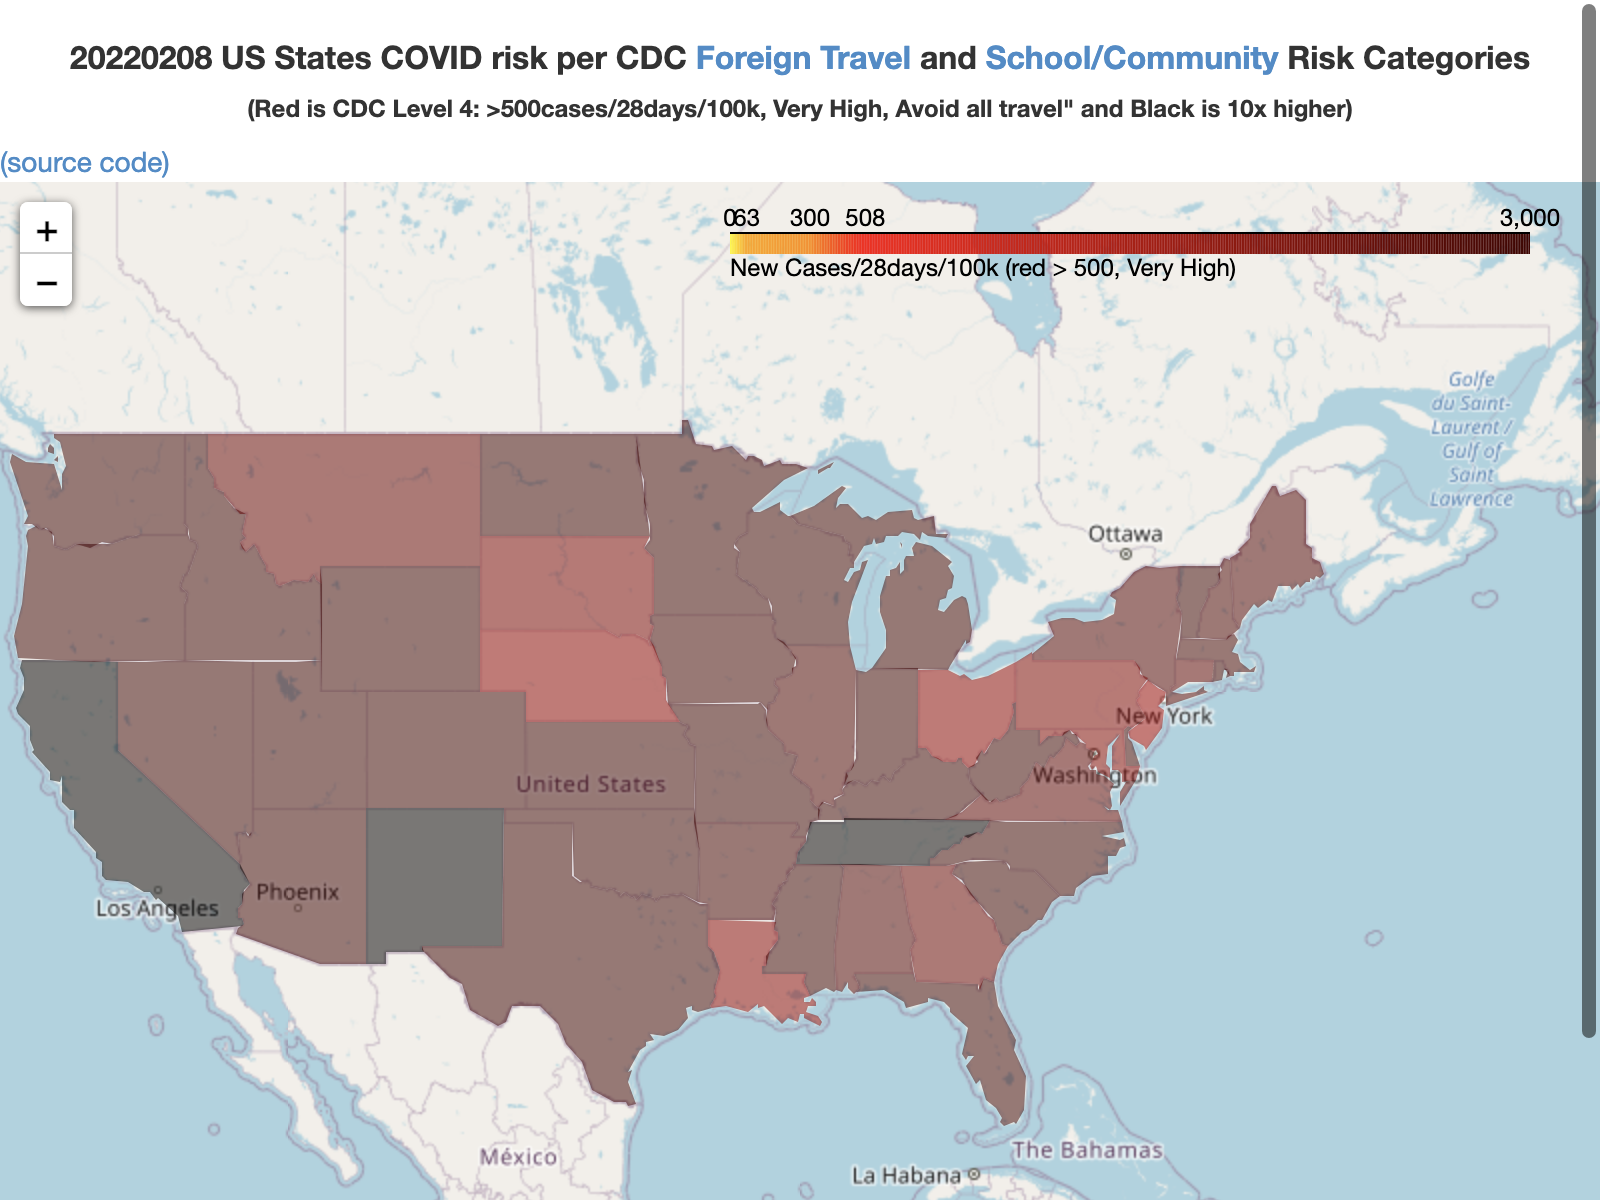 20220208 US States COVID risk per CDC Foreign Travel and School/Community Risk Categories
(Red is CDC Level 4: >500cases/28days/100k, Very High, Avoid all travel" and Black is 10x higher)
(source code)
+
−
063 300 508 3,000
New Cases/28days/100k (red > 500, Very High)
Golfe
du Saint-
Laurent /
Gulf of
Saint
Lawrence
Ottawa
New York
Washington
United States
Phoenix
Los Angeles
México
The Bahamas
La Habana